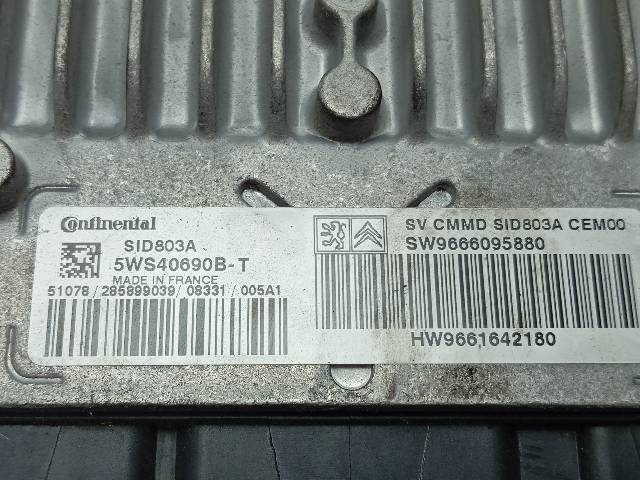 Continental
SID803A
5WS40690B-T
MADE IN FRANCE
51078 / 285899039 / 08331 / 005A1
SV CMMD SID803A CEM00
SW9666095880
HW9661642180